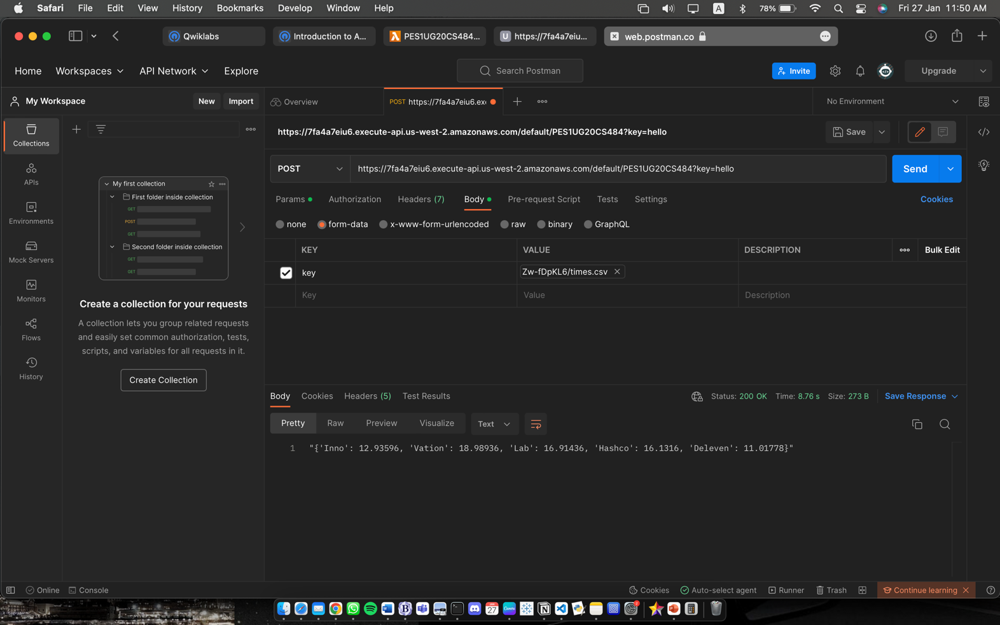 Safari File Edit View History Bookmarks Develop Window Help A 78% Fri 27 Jan 11:50 AM
Qwiklabs Introduction to A... PES1UG20CS484... U https://7fa4a7eiu... web.postman.co
Home Workspaces API Network Explore Search Postman Invite Upgrade
My Workspace New Import Overview POST https://7fa4a7eiu6.exe No Environment
Collections
APIs
Environments
Mock Servers
Monitors
Flows
History
My first collection
First folder inside collection
GET
POST
GET
Second folder inside collection
GET
GET
Create a collection for your requests
A collection lets you group related requests
and easily set common authorization, tests,
scripts, and variables for all requests in it.
Create Collection
https://7fa4a7eiu6.execute-api.us-west-2.amazonaws.com/default/PES1UG20CS484?key=hello Save
POST https://7fa4a7eiu6.execute-api.us-west-2.amazonaws.com/default/PES1UG20CS484?key=hello Send
Params Authorization Headers (7) Body Pre-request Script Tests Settings Cookies
none form-data x-www-form-urlencoded raw binary GraphQL
KEY VALUE DESCRIPTION Bulk Edit
key Zw-fDpKL6/times.csv
Key Value Description
Body Cookies Headers (5) Test Results Status: 200 OK Time: 8.76 s Size: 273 B Save Response
Pretty Raw Preview Visualize Text
1 "{'Inno': 12.93596, 'Vation': 18.98936, 'Lab': 16.91436, 'Hashco': 16.1316, 'Deleven': 11.01778}"
Online Console Cookies Auto-select agent Runner Trash Continue learning
27 2